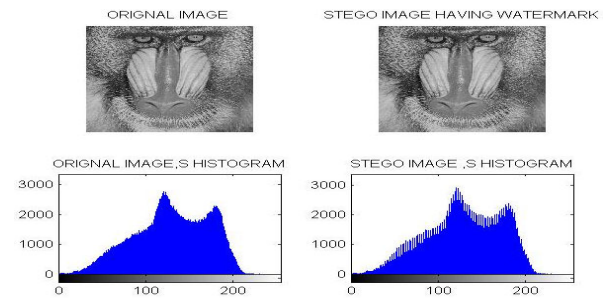 ORIGNAL IMAGE
STEGO IMAGE HAVING WATERMARK
ORIGNAL IMAGE,S HISTOGRAM
3000
2000
1000
0
0 100 200
STEGO IMAGE ,S HISTOGRAM
3000
2000
1000
0
0 100 200